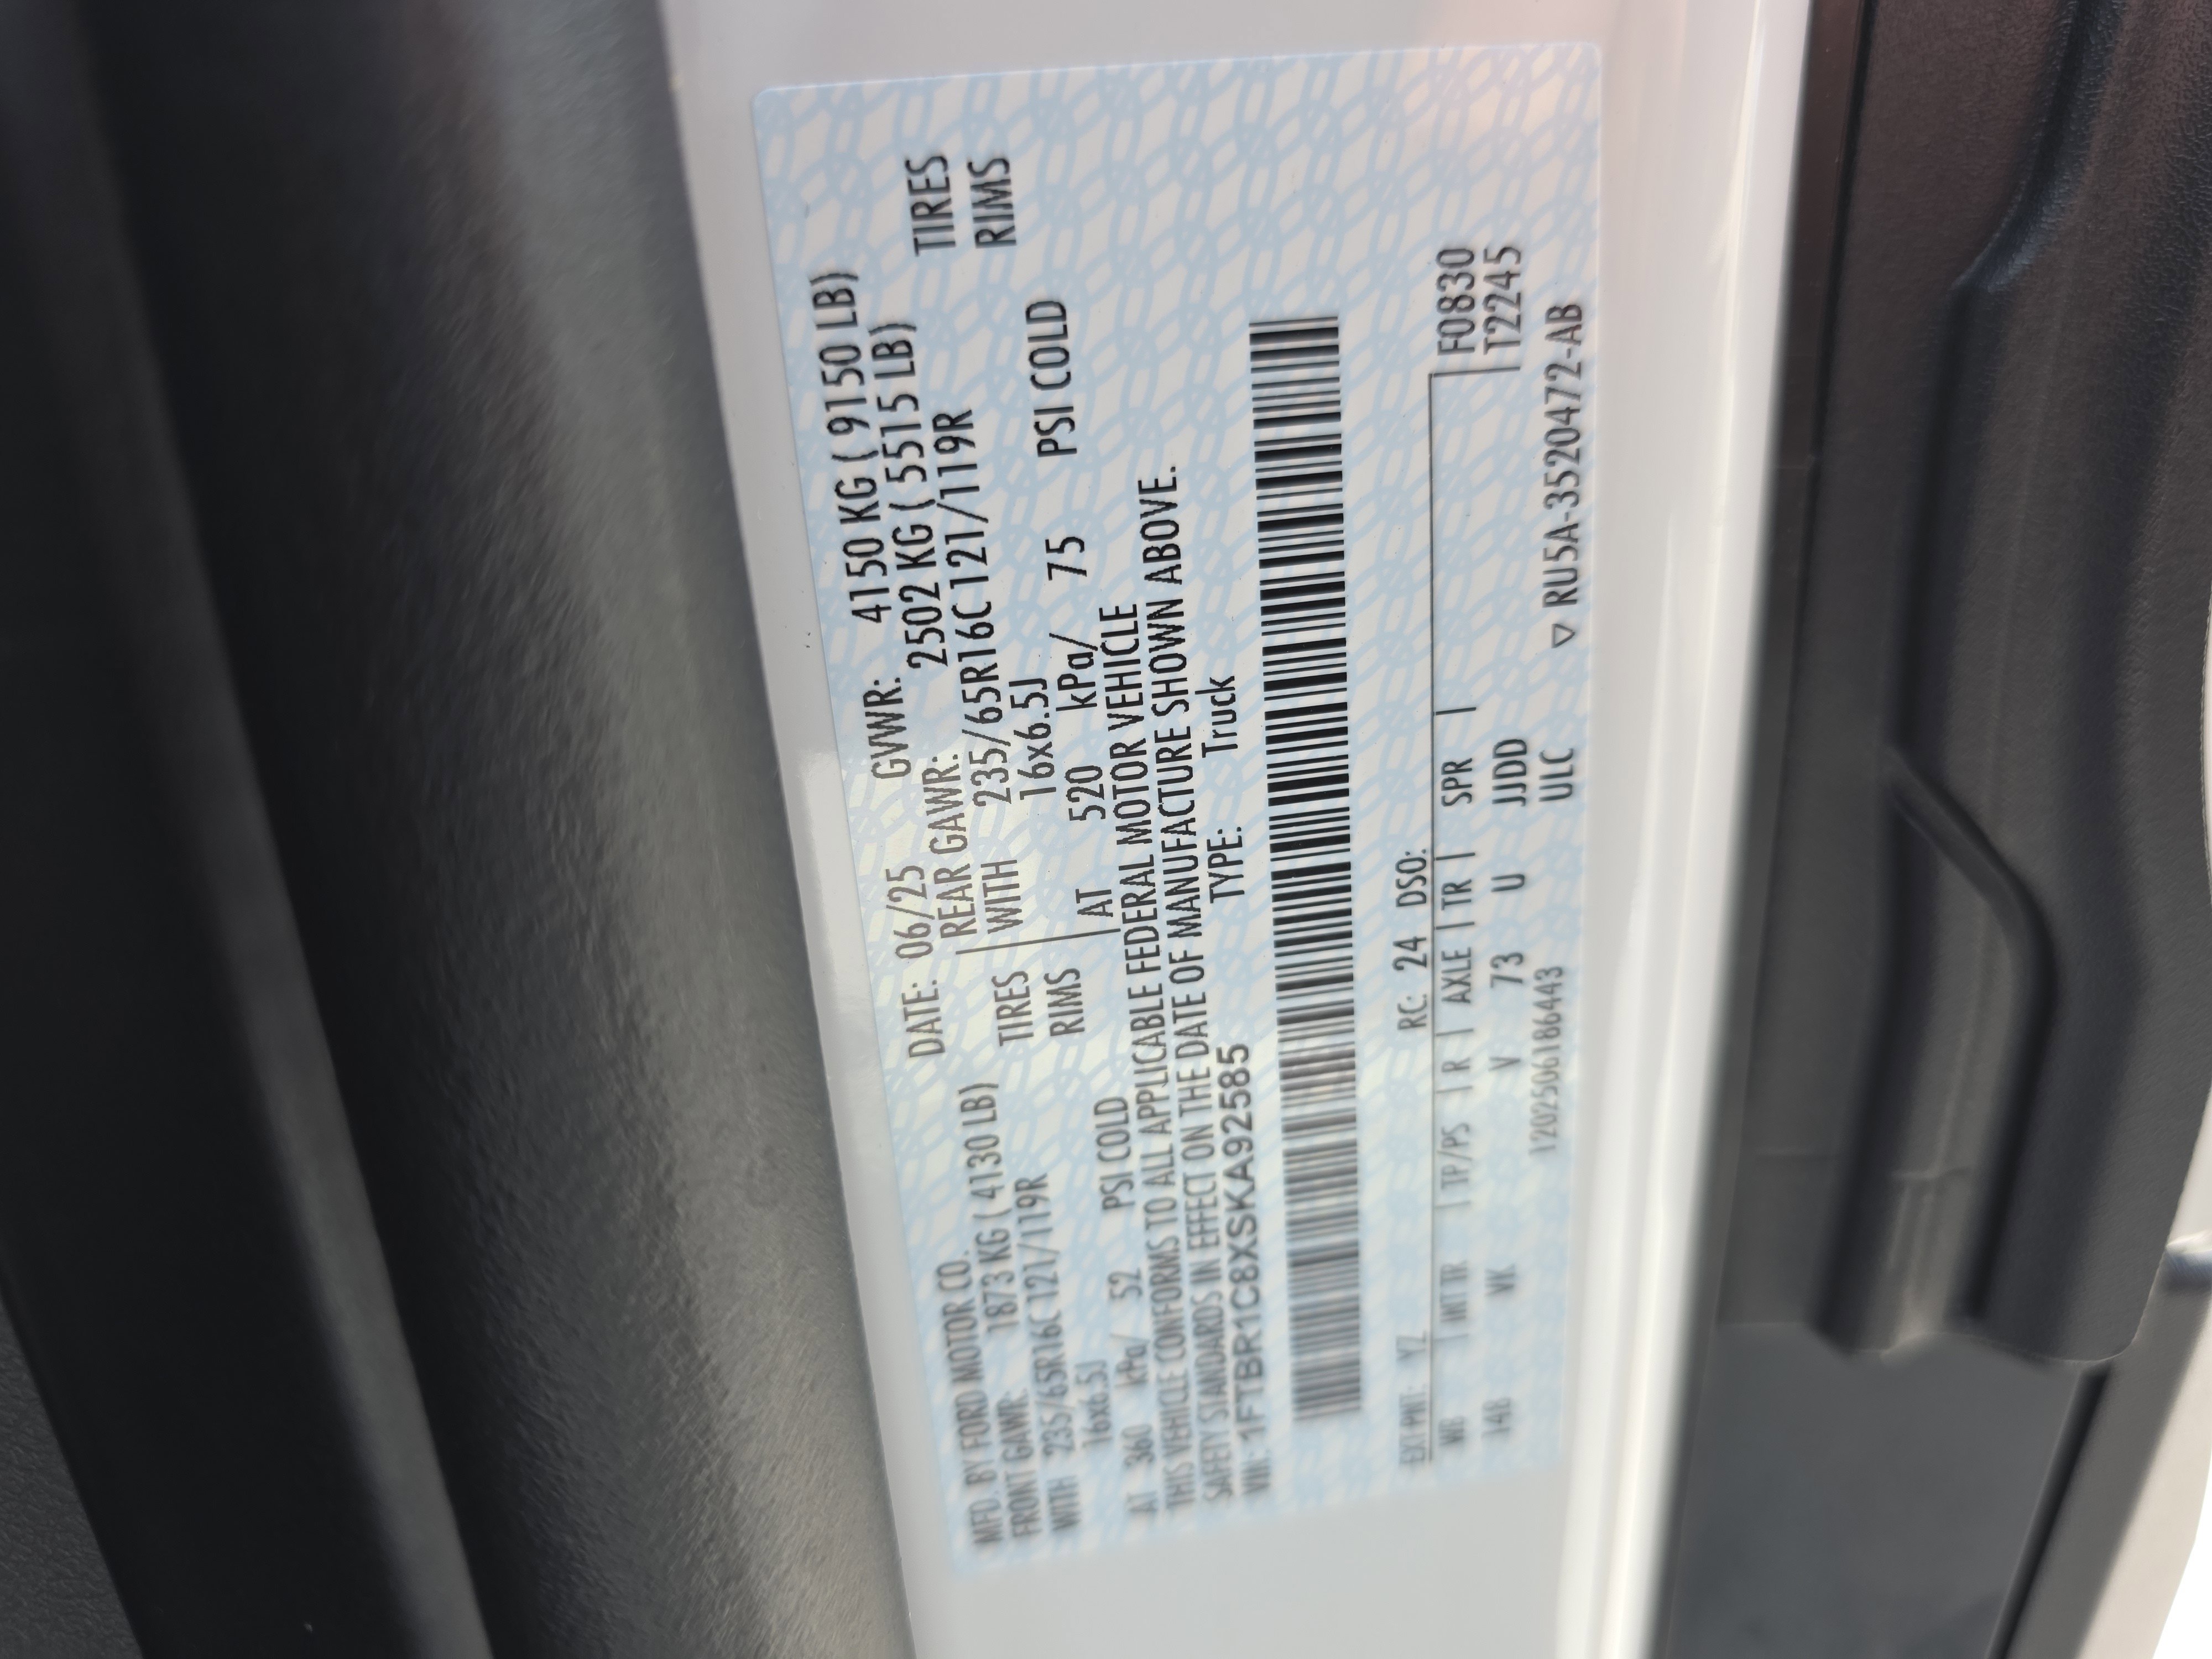 MFD. BY FORD MOTOR CO. DATE: 06/25 GVWR: 4150 KG ( 9150 LB)
FRONT GAWR: 1873 KG ( 4130 LB) REAR GAWR: 2502 KG ( 5515 LB)
WITH 235/65R16C 121/119R TIRES WITH 235/65R16C 121/119R TIRES
16x6.5J RIMS 16x6.5J RIMS
AT 360 kPa/ 52 PSI COLD AT 520 kPa/ 75 PSI COLD
THIS VEHICLE CONFORMS TO ALL APPLICABLE FEDERAL MOTOR VEHICLE
SAFETY STANDARDS IN EFFECT ON THE DATE OF MANUFACTURE SHOWN ABOVE.
VIN: 1FTBR1C8XSKA92585 TYPE: Truck
EXT PNT: YZ RC: 24 DSO:
WB | INT TR | TP/PS | R | AXLE | TR | SPR | F0830
148 VK V 73 U JJDD T2245
1202506186443 ULC ▽ RU5A-3520472-AB